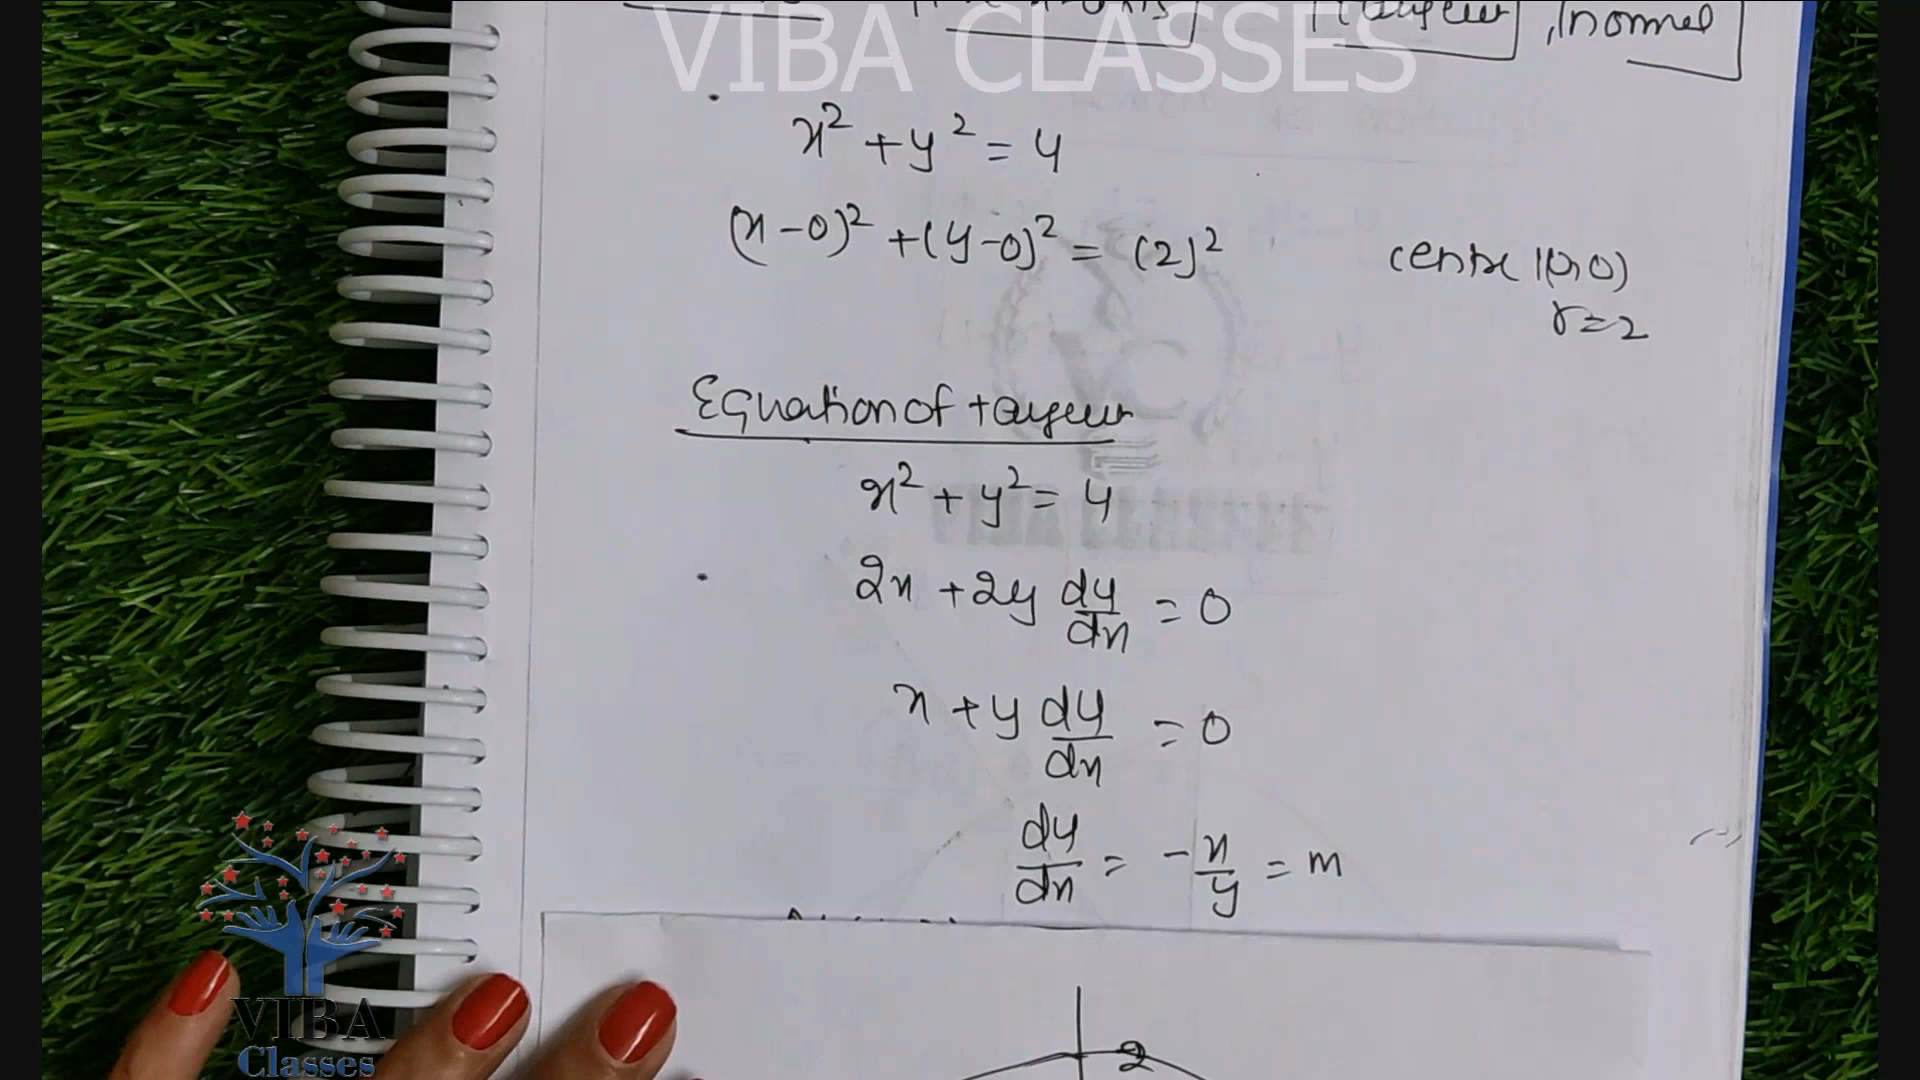 VIBA CLASSES
, normal
x² + y² = 4
(x-0)² + (y-0)² = (2)²
centre (0,0)
r = 2
Equation of tangent
x² + y² = 4
2x + 2y dy/dx = 0
x + y dy/dx = 0
dy/dx = -x/y = m
2
VIBA
Classes